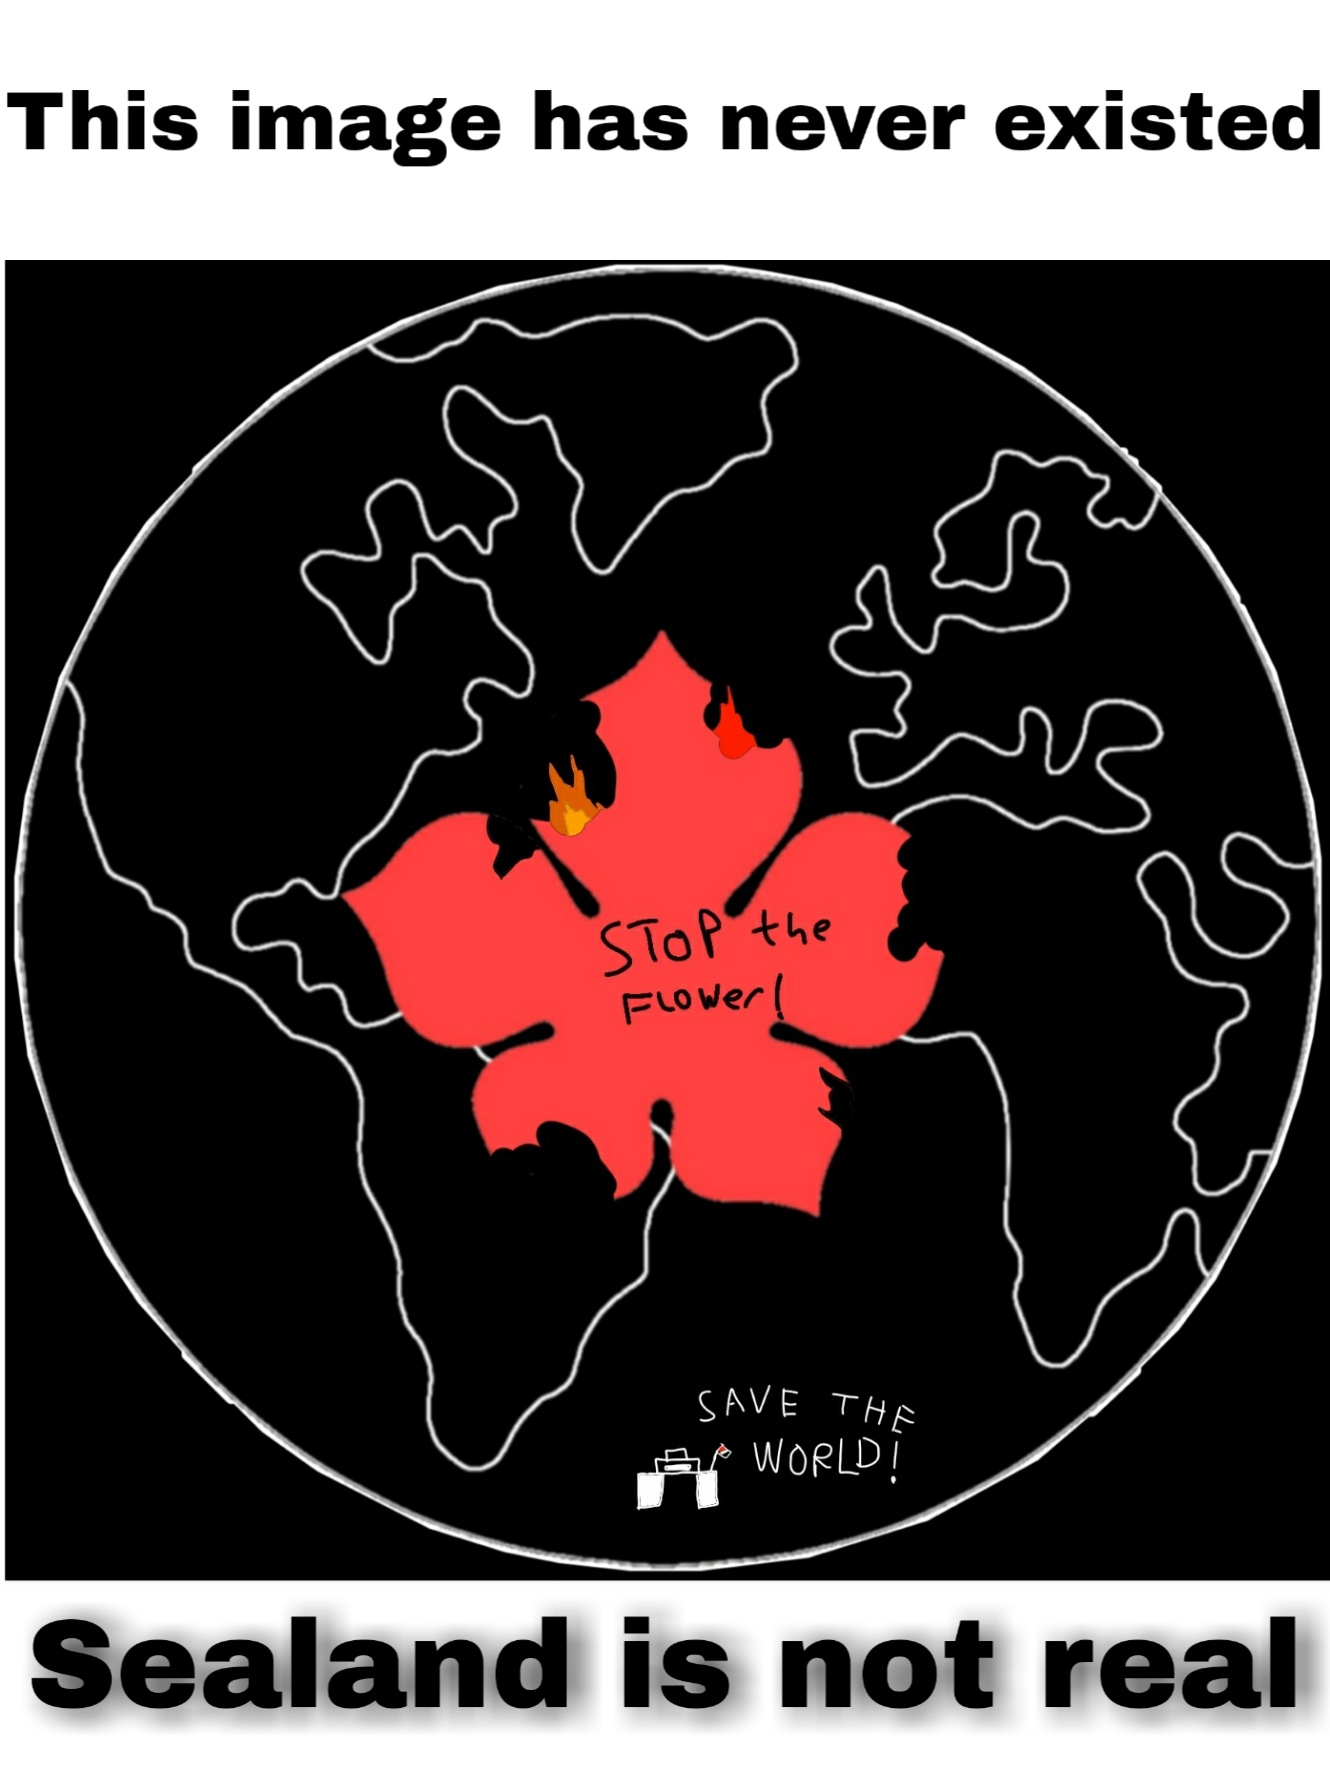 This image has never existed
STOP the
FLOWER!
SAVE THE
WORLD!
Sealand is not real